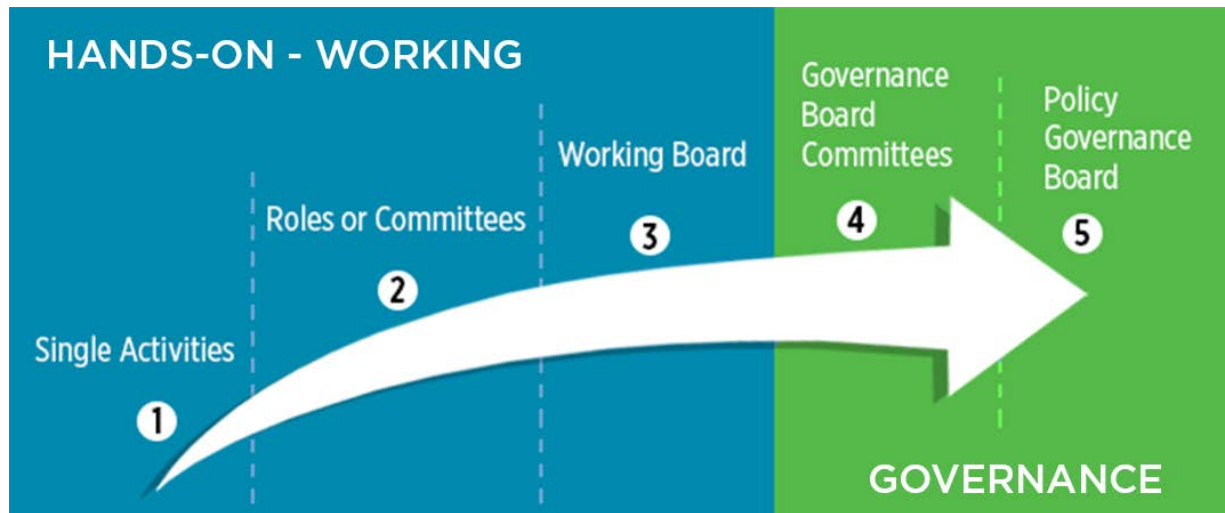 HANDS-ON - WORKING
Single Activities
1
Roles or Committees
2
Working Board
3
Governance
Board
Committees
4
Policy
Governance
Board
5
GOVERNANCE